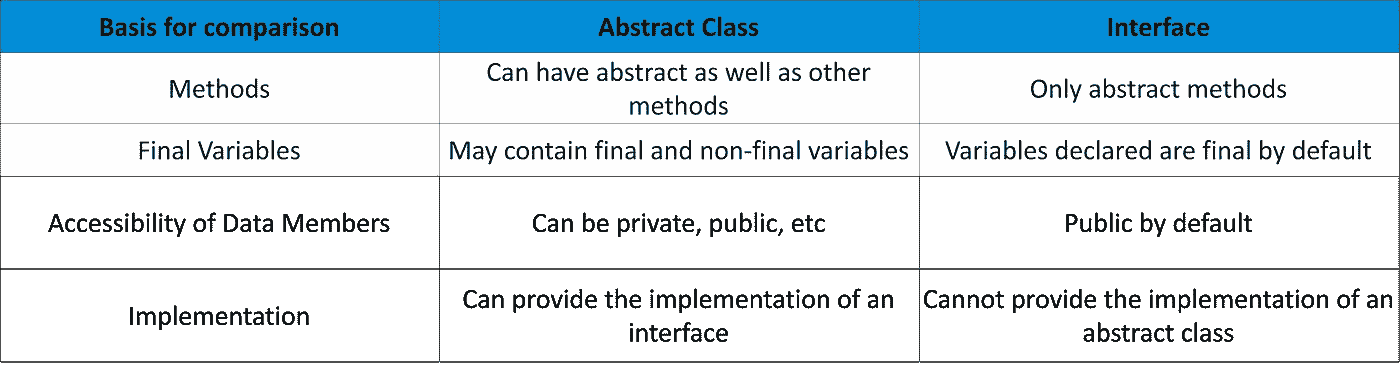 Basis for comparison Abstract Class Interface
Methods Can have abstract as well as other methods Only abstract methods
Final Variables May contain final and non-final variables Variables declared are final by default
Accessibility of Data Members Can be private, public, etc Public by default
Implementation Can provide the implementation of an interface Cannot provide the implementation of an abstract class